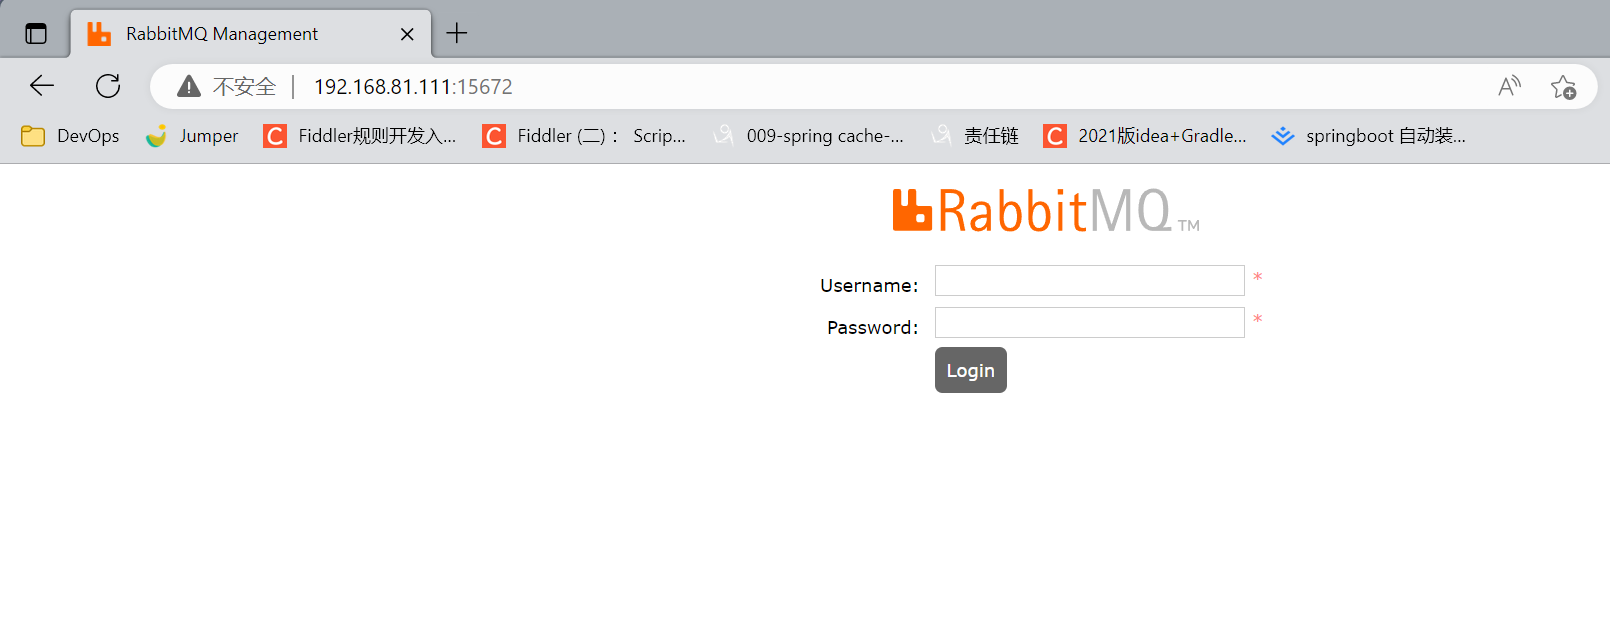 RabbitMQ Management
不安全 192.168.81.111:15672
DevOps Jumper Fiddler规则开发入... Fiddler (二) : Scrip... 009-spring cache-... 责任链 2021版idea+Gradle... springboot 自动装...
RabbitMQ TM
Username: *
Password: *
Login